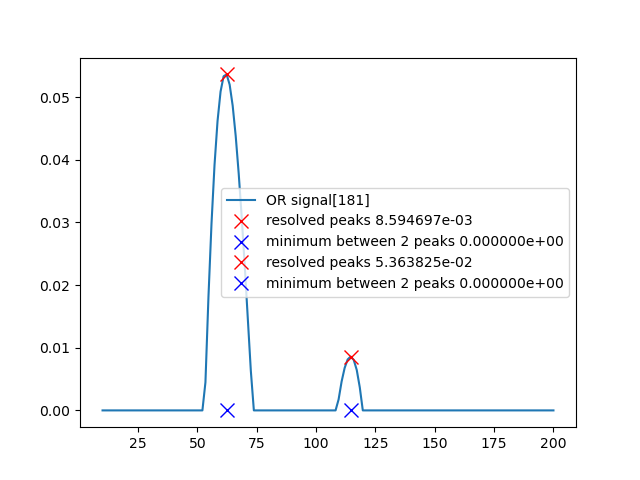 0.05
0.04
0.03
0.02
0.01
0.00
OR signal[181]
resolved peaks 8.594697e-03
minimum between 2 peaks 0.000000e+00
resolved peaks 5.363825e-02
minimum between 2 peaks 0.000000e+00
25 50 75 100 125 150 175 200